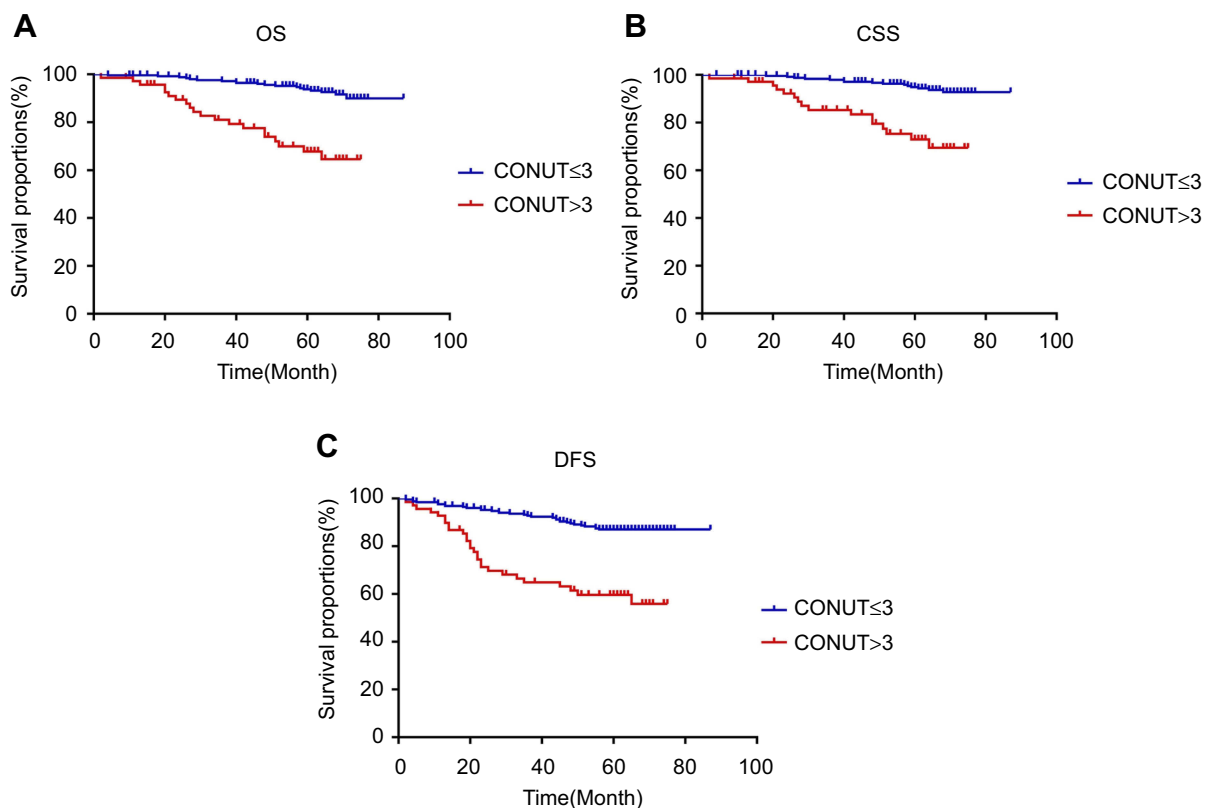 A
OS
Survival proportions(%)
100
80
60
40
20
0
0 20 40 60 80 100
Time(Month)
CONUT≤3
CONUT>3
B
CSS
Survival proportions(%)
100
80
60
40
20
0
0 20 40 60 80 100
Time(Month)
CONUT≤3
CONUT>3
C
DFS
Survival proportions(%)
100
80
60
40
20
0
0 20 40 60 80 100
Time(Month)
CONUT≤3
CONUT>3